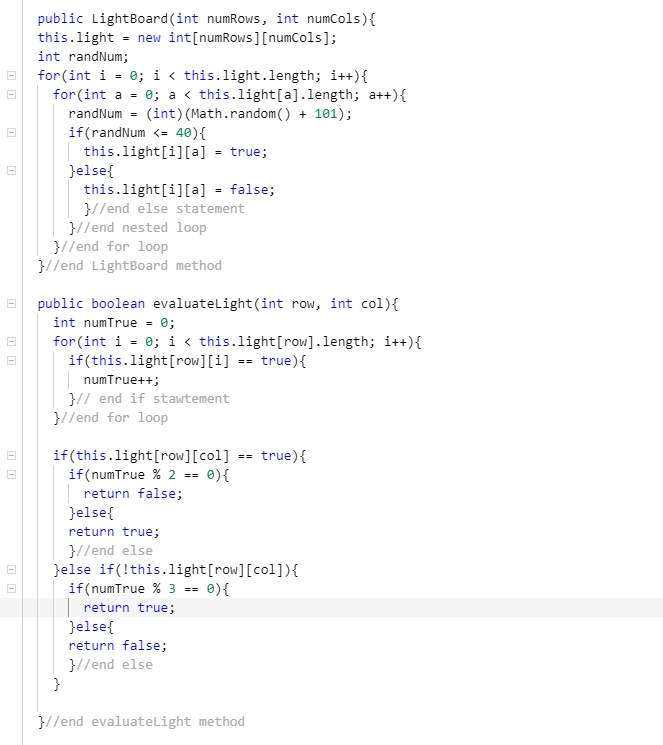 public LightBoard(int numRows, int numCols){
this.light = new int[numRows][numCols];
int randNum;
for(int i = 0; i < this.light.length; i++){
for(int a = 0; a < this.light[a].length; a++){
randNum = (int)(Math.random() + 101);
if(randNum <= 40){
this.light[i][a] = true;
}else{
this.light[i][a] = false;
}//end else statement
}//end nested loop
}//end for loop
}//end LightBoard method
public boolean evaluateLight(int row, int col){
int numTrue = 0;
for(int i = 0; i < this.light[row].length; i++){
if(this.light[row][i] == true){
numTrue++;
}// end if stawtement
}//end for loop
if(this.light[row][col] == true){
if(numTrue % 2 == 0){
return false;
}else{
return true;
}//end else
}else if(!this.light[row][col]){
if(numTrue % 3 == 0){
return true;
}else{
return false;
}//end else
}
}//end evaluateLight method